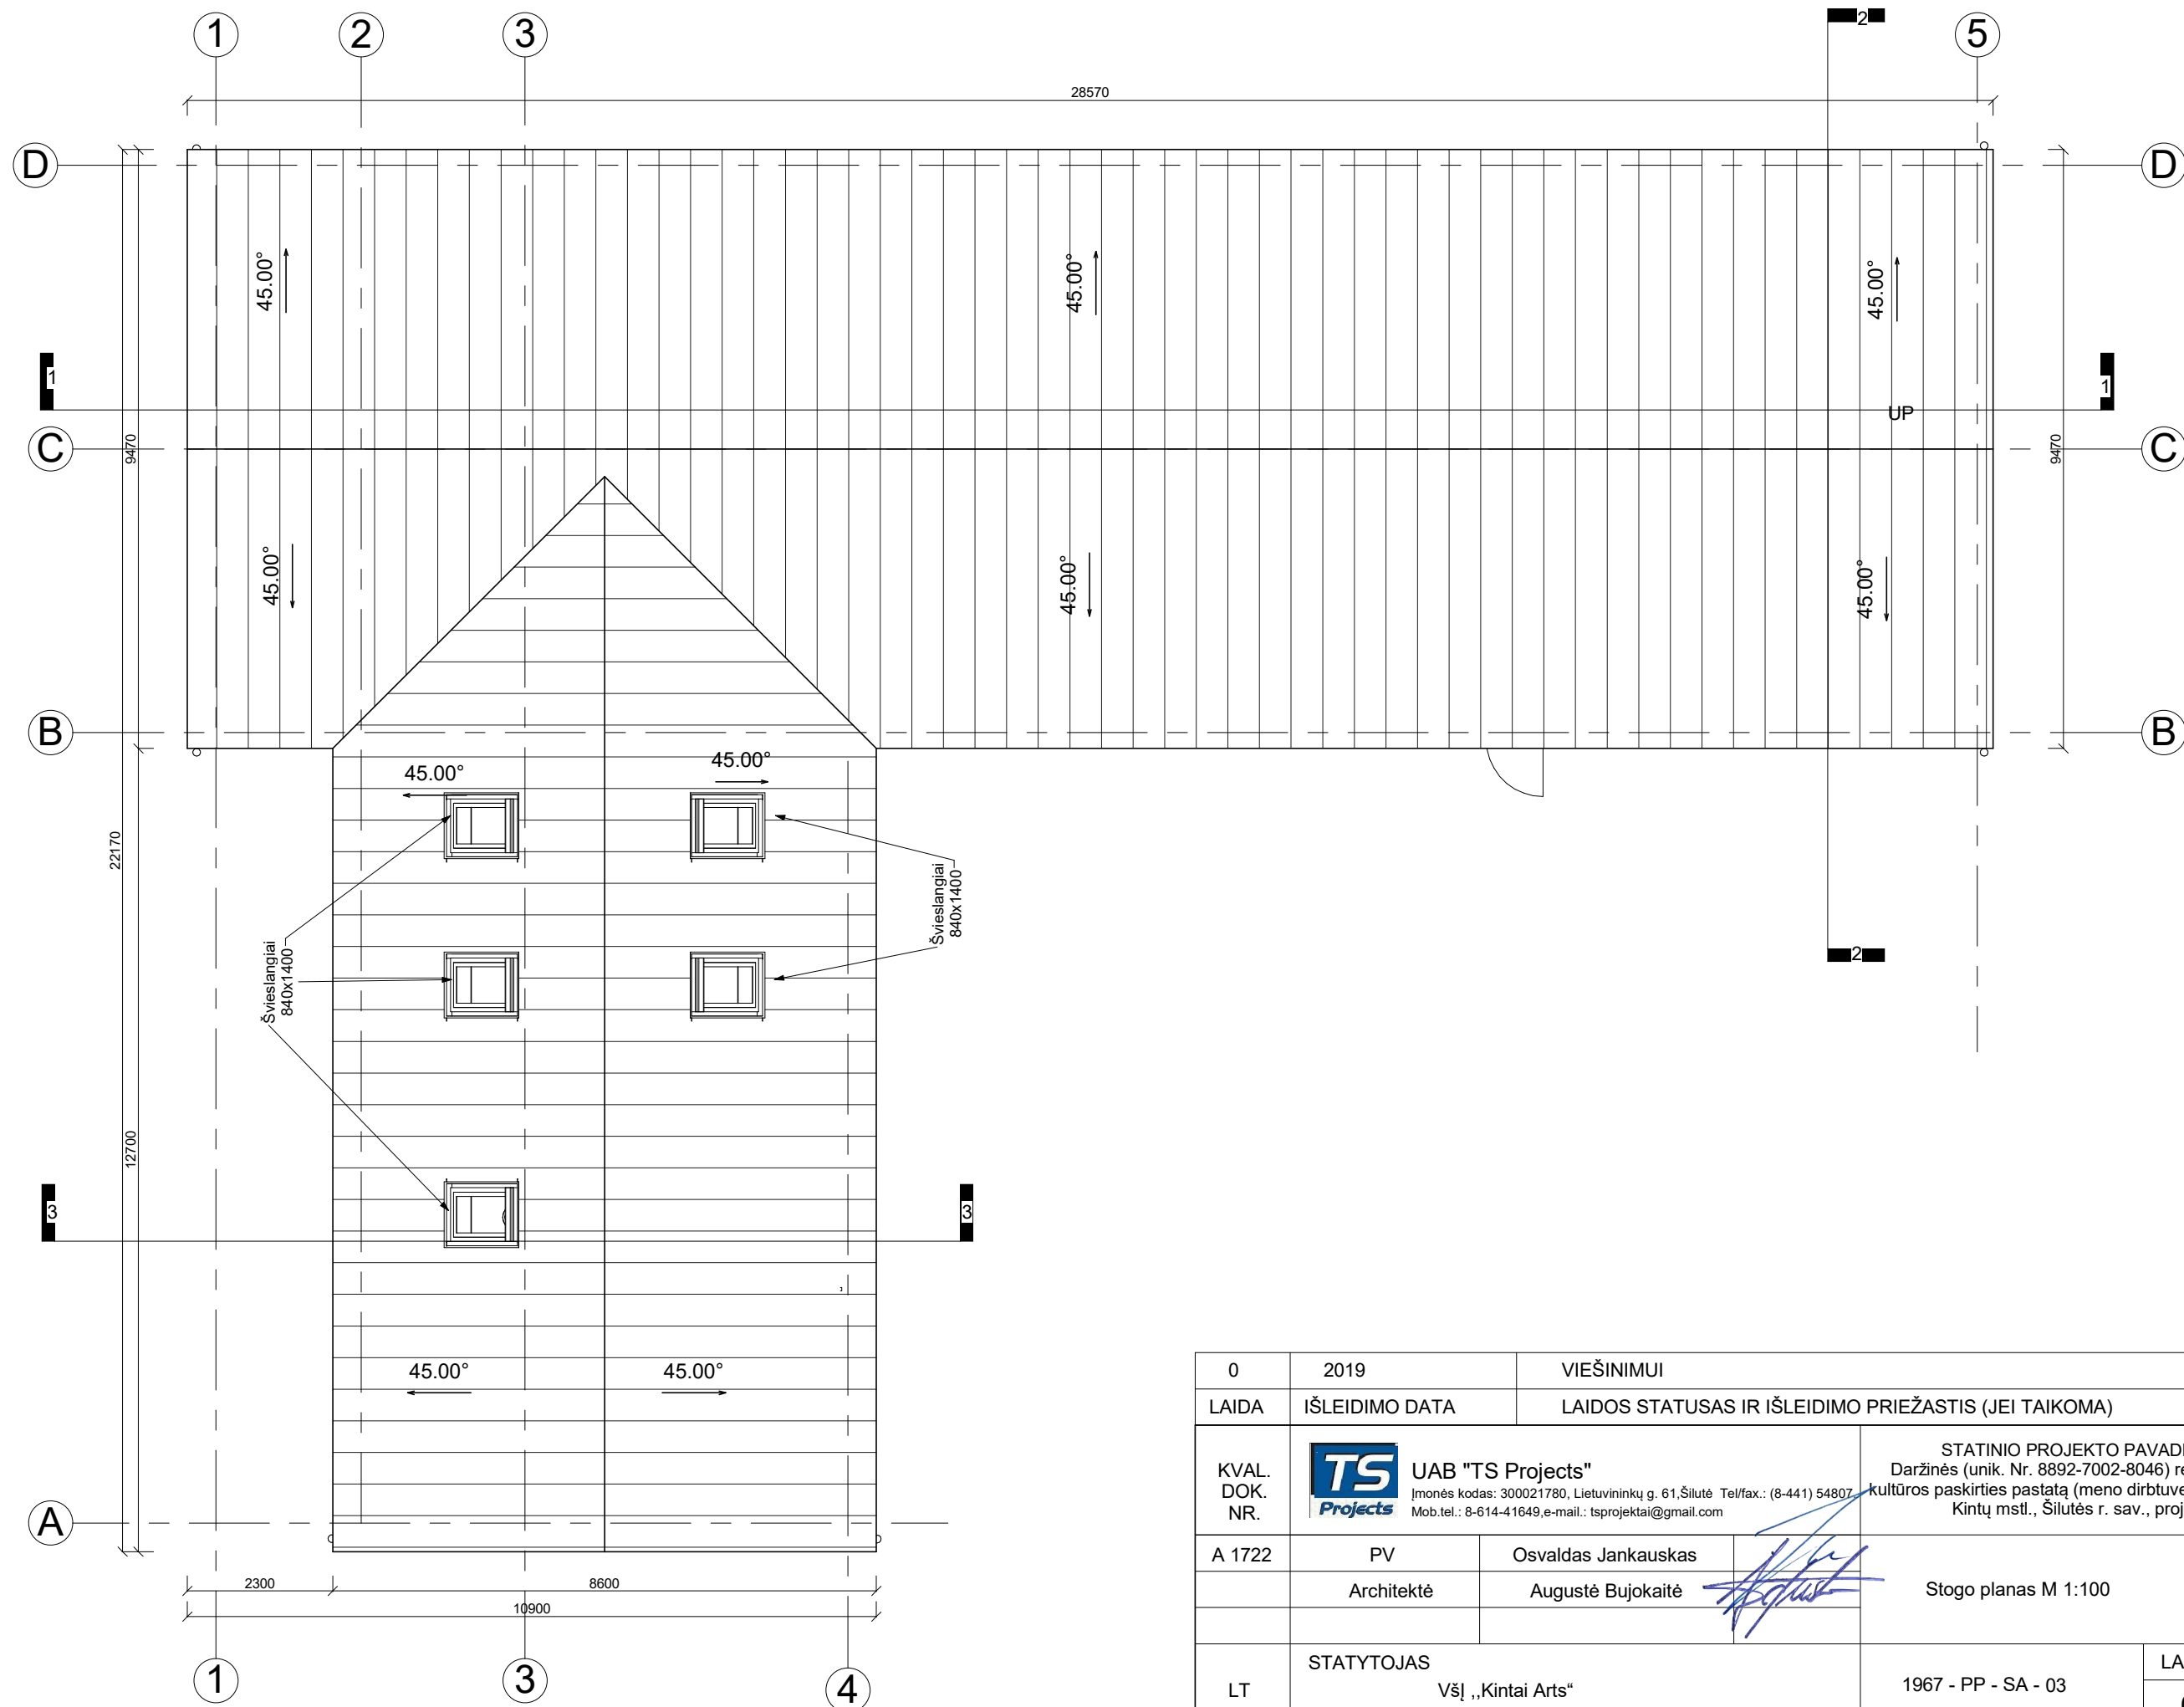 1 2 3 5
2
28570
D D
45.00° 45.00° 45.00°
1 1
UP
C C
9470 9470
45.00° 45.00° 45.00°
B B
45.00° 45.00°
22170
Švieslangiai
840x1400
Švieslangiai
840x1400
2
12700
3 3
45.00° 45.00°
A
2300 8600
10900
1 3 4
0 2019 VIEŠINIMUI
LAIDA IŠLEIDIMO DATA LAIDOS STATUSAS IR IŠLEIDIMO PRIEŽASTIS (JEI TAIKOMA)
KVAL.
DOK.
NR.
TS
Projects
UAB "TS Projects"
Įmonės kodas: 300021780, Lietuvininkų g. 61,Šilutė Tel/fax.: (8-441) 54807
Mob.tel.: 8-614-41649,e-mail.: tsprojektai@gmail.com
STATINIO PROJEKTO PAVADI
Daržinės (unik. Nr. 8892-7002-8046) re
kultūros paskirties pastatą (meno dirbtuve
Kintų mstl., Šilutės r. sav., proj
A 1722 PV Osvaldas Jankauskas
Architektė Augustė Bujokaitė
Stogo planas M 1:100
LT
STATYTOJAS
VšĮ ,,Kintai Arts“
1967 - PP - SA - 03
LA